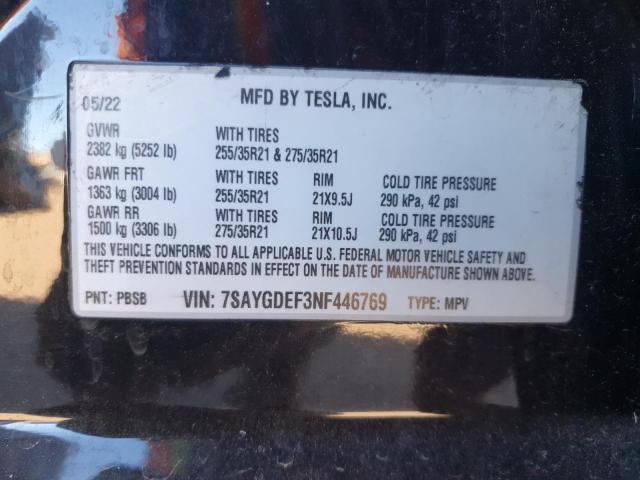 05/22 MFD BY TESLA, INC.
GVWR WITH TIRES
2382 kg (5252 lb) 255/35R21 & 275/35R21
GAWR FRT WITH TIRES RIM COLD TIRE PRESSURE
1363 kg (3004 lb) 255/35R21 21X9.5J 290 kPa, 42 psi
GAWR RR WITH TIRES RIM COLD TIRE PRESSURE
1500 kg (3306 lb) 275/35R21 21X10.5J 290 kPa, 42 psi
THIS VEHICLE CONFORMS TO ALL APPLICABLE U.S. FEDERAL MOTOR VEHICLE SAFETY AND
THEFT PREVENTION STANDARDS IN EFFECT ON THE DATE OF MANUFACTURE SHOWN ABOVE.
PNT: PBSB VIN: 7SAYGDEF3NF446769 TYPE: MPV